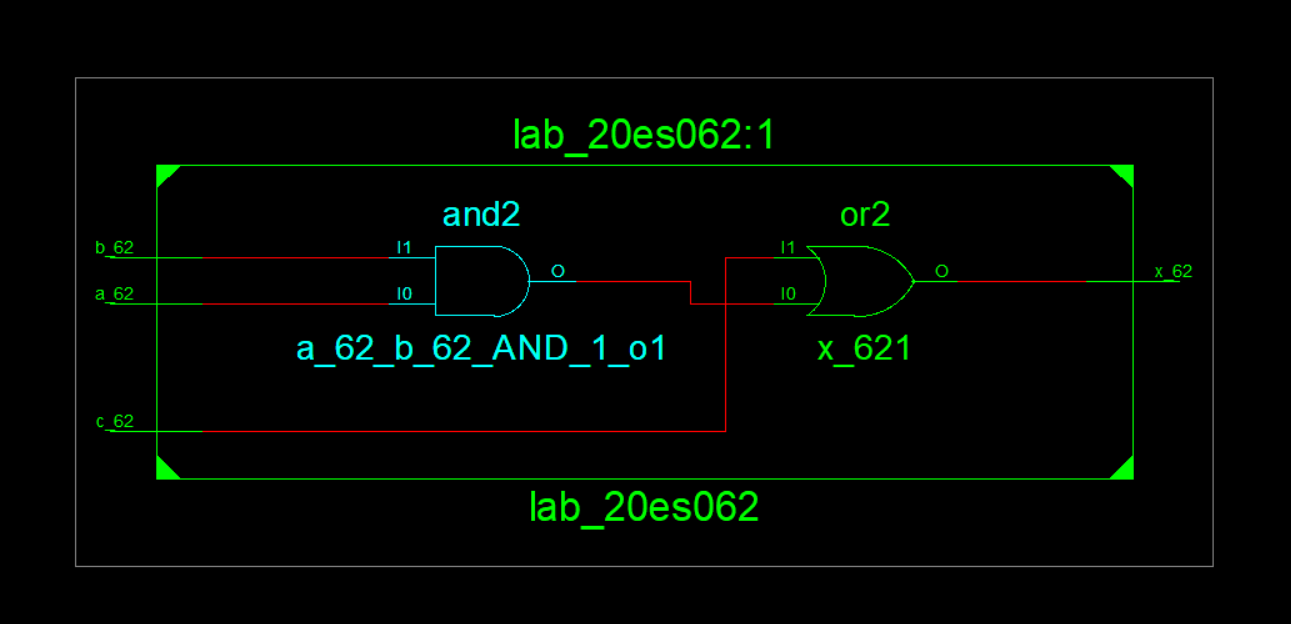 lab_20es062:1
and2
or2
b_62
I1
I1
O
O
x_62
a_62
I0
I0
a_62_b_62_AND_1_o1
x_621
c_62
lab_20es062